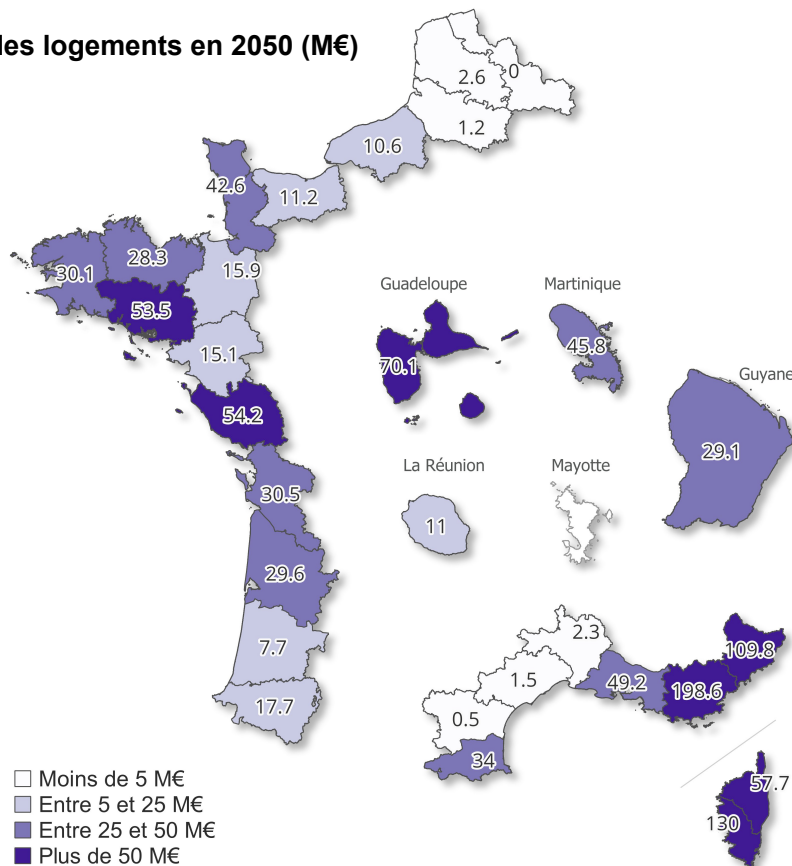 des logements en 2050 (M€)
2.6
0
1.2
10.6
42.6
11.2
28.3
15.9
30.1
53.5
15.1
54.2
30.5
29.6
7.7
17.7
Guadeloupe
Martinique
70.1
45.8
Guyane
29.1
La Réunion
Mayotte
11
2.3
109.8
1.5
49.2
198.6
0.5
34
57.7
130
Moins de 5 M€
Entre 5 et 25 M€
Entre 25 et 50 M€
Plus de 50 M€